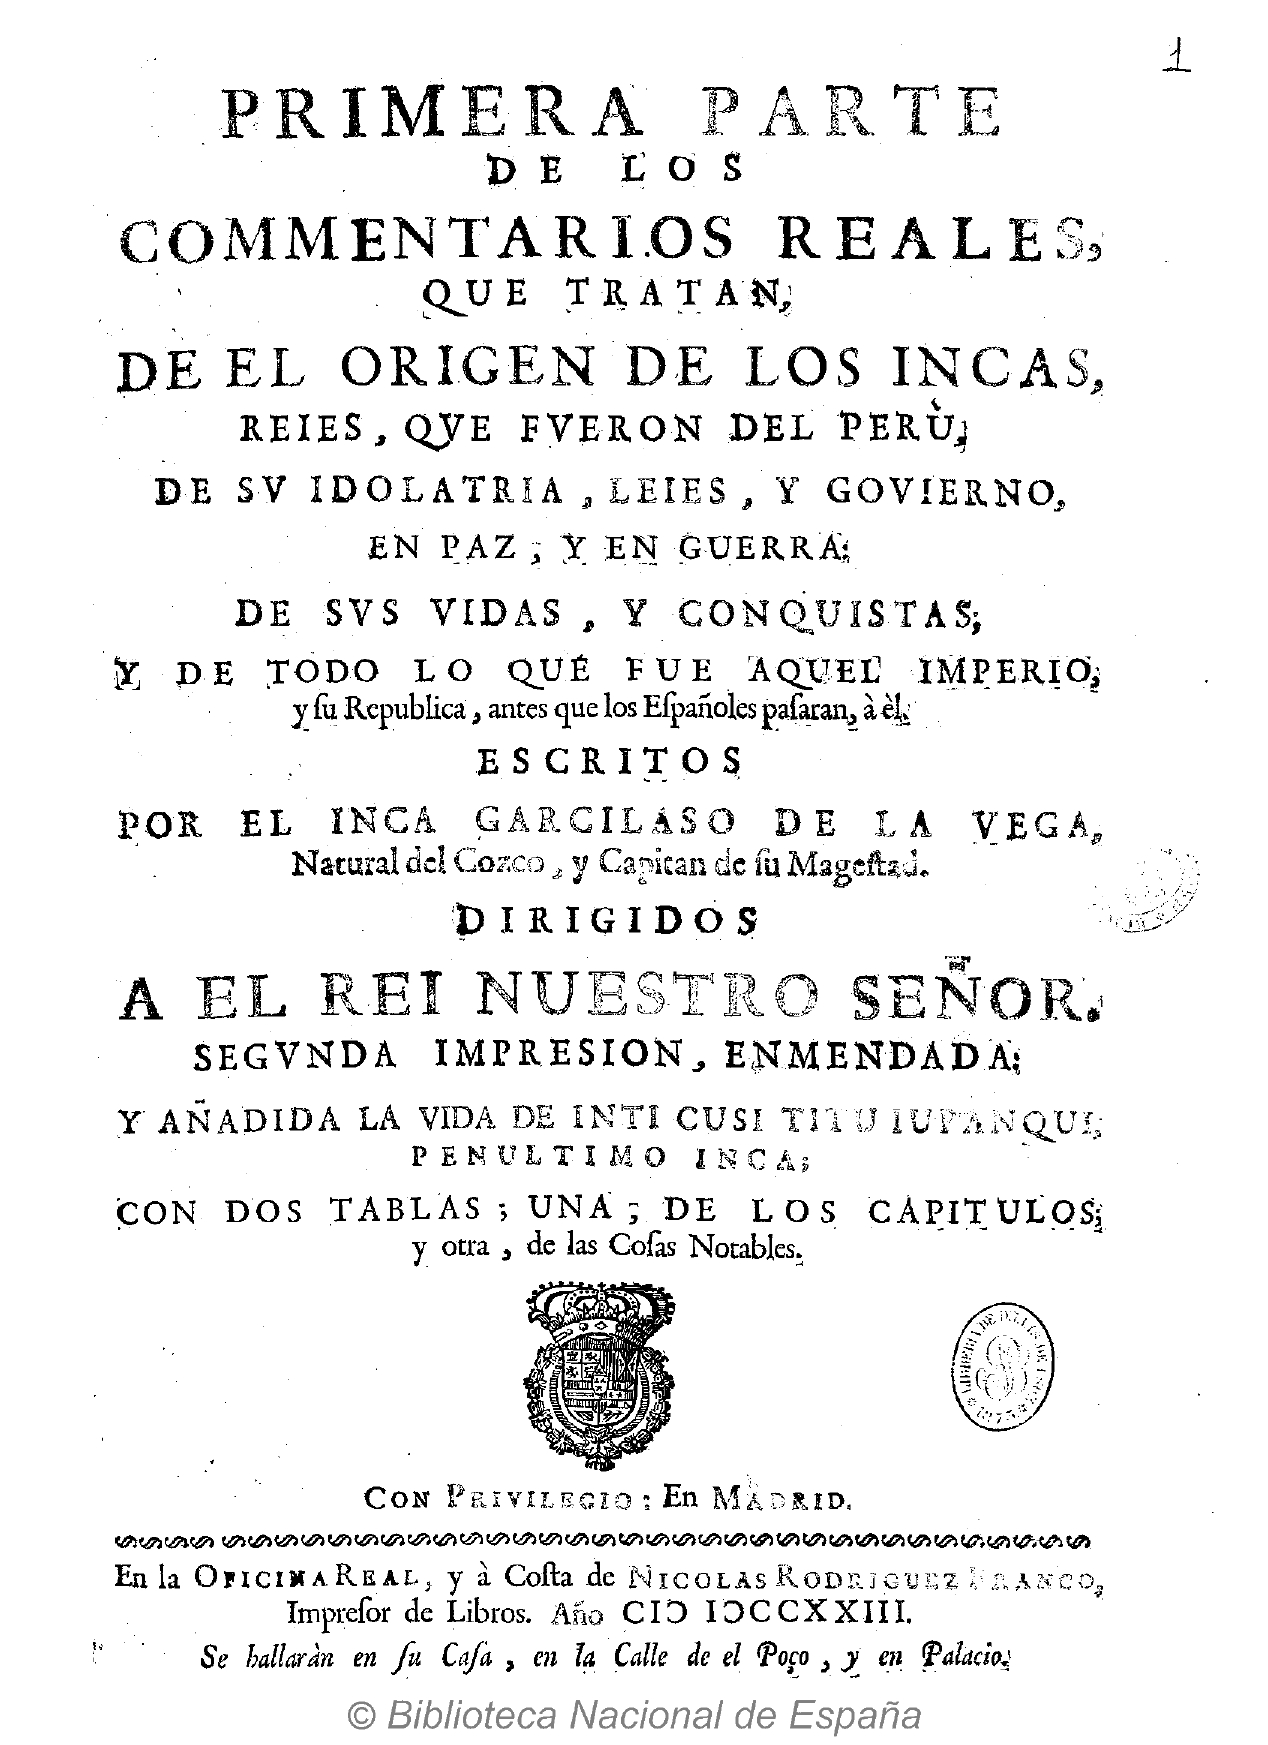 1
PRIMERA PARTE
DE LOS
COMMENTARIOS REALES,
QUE TRATAN,
DE EL ORIGEN DE LOS INCAS,
REIES, QVE FVERON DEL PERÙ,
DE SV IDOLATRIA, LEIES, Y GOVIERNO,
EN PAZ, Y EN GUERRA;
DE SVS VIDAS, Y CONQUISTAS;
Y DE TODO LO QUE FUE AQUEL IMPERIO,
y ſu Republica, antes que los Eſpañoles paſaran, à èl.
ESCRITOS
POR EL INCA GARCILASO DE LA VEGA,
Natural del Cozco, y Capitan de ſu Mageſtad.
DIRIGIDOS
A EL REI NUESTRO SEÑOR.
SEGVNDA IMPRESION, ENMENDADA;
Y AÑADIDA LA VIDA DE INTI CUSI TITU IUPANQUI,
PENULTIMO INCA;
CON DOS TABLAS; UNA; DE LOS CAPITULOS;
y otra, de las Coſas Notables.
CON PRIVILEGIO: En MADRID.
En la OFICINA REAL, y à Coſta de NICOLAS RODRIGUEZ FRANCO,
Impreſor de Libros. Año CIↃ IↃCCXXIII.
Se hallaràn en ſu Caſa, en la Calle de el Poço, y en Palacio.
© Biblioteca Nacional de España